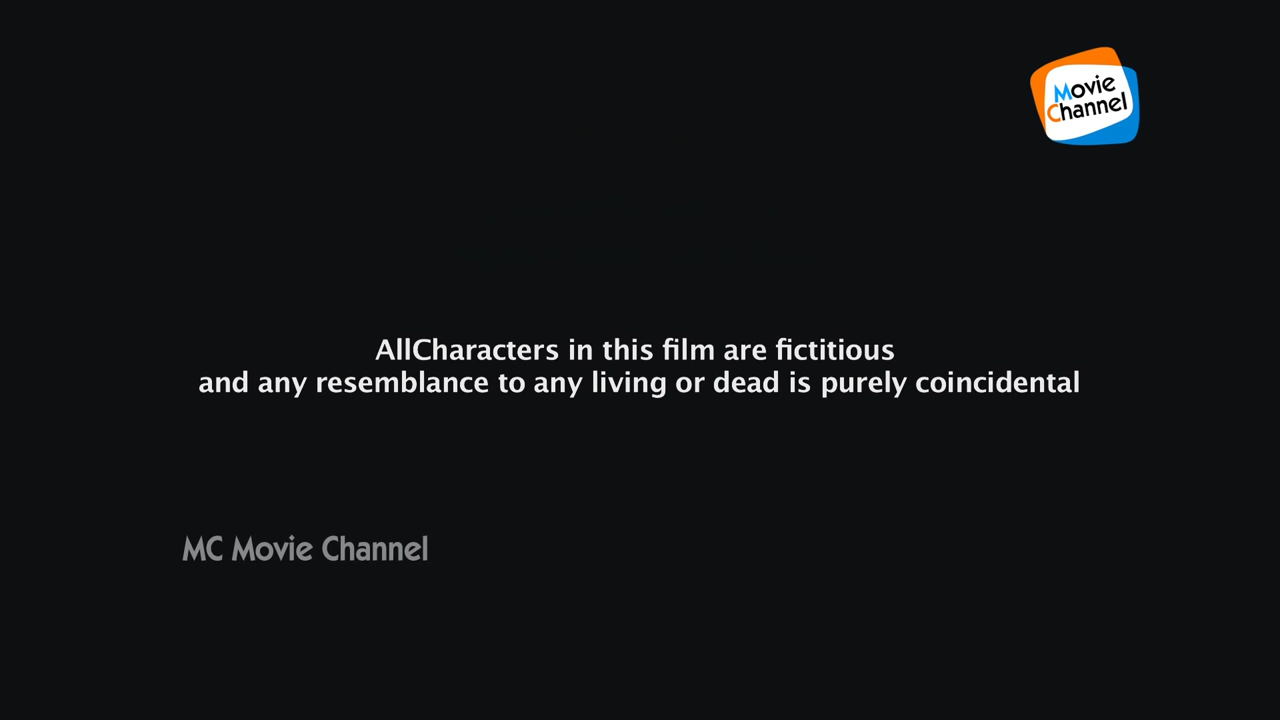 Movie
Channel
AllCharacters in this film are fictitious
and any resemblance to any living or dead is purely coincidental
MC Movie Channel